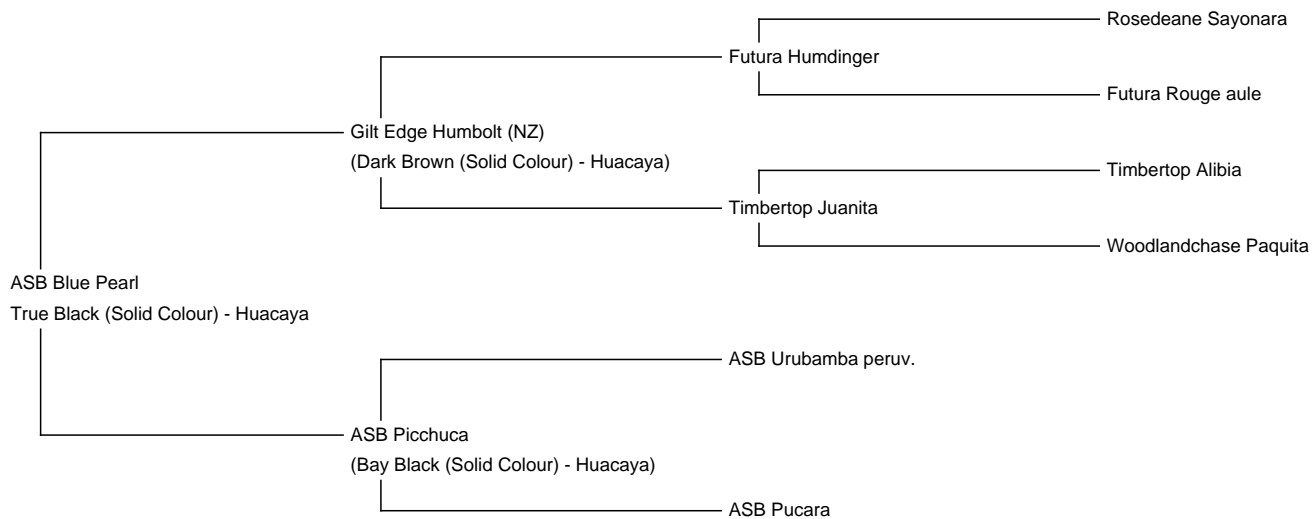 Rosedeane Sayonara
Futura Humdinger
Futura Rouge aule
Gilt Edge Humbolt (NZ)
(Dark Brown (Solid Colour) - Huacaya)
Timbertop Alibia
Timbertop Juanita
Woodlandchase Paquita
ASB Blue Pearl
True Black (Solid Colour) - Huacaya
ASB Urubamba peruv.
ASB Picchuca
(Bay Black (Solid Colour) - Huacaya)
ASB Pucara